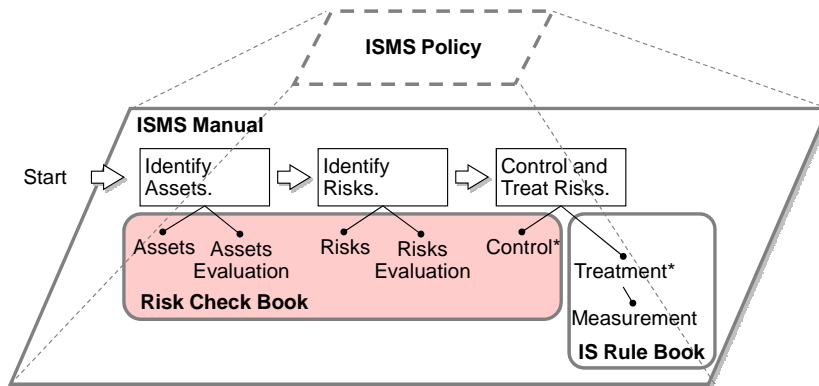 ISMS Policy
ISMS Manual
Start
Identify
Assets.
Identify
Risks.
Control and
Treat Risks.
Assets
Assets
Evaluation
Risks
Risks
Evaluation
Control*
Treatment*
Measurement
Risk Check Book
IS Rule Book